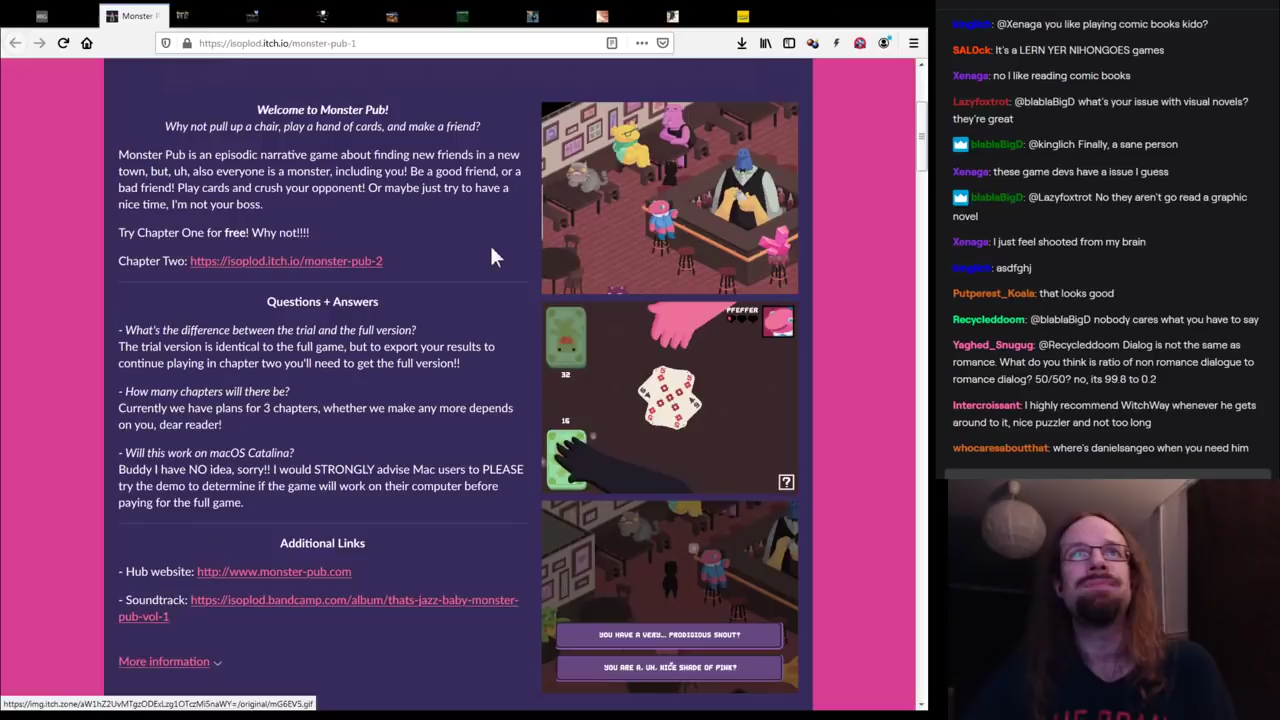 Monster P
https://isoplod.itch.io/monster-pub-1
Welcome to Monster Pub!
Why not pull up a chair, play a hand of cards, and make a friend?
Monster Pub is an episodic narrative game about finding new friends in a new
town, but, uh, also everyone is a monster, including you! Be a good friend, or a
bad friend! Play cards and crush your opponent! Or maybe just try to have a
nice time, I'm not your boss.
Try Chapter One for free! Why not!!!!
Chapter Two: https://isoplod.itch.io/monster-pub-2
Questions + Answers
- What's the difference between the trial and the full version?
The trial version is identical to the full game, but to export your results to
continue playing in chapter two you'll need to get the full version!!
- How many chapters will there be?
Currently we have plans for 3 chapters, whether we make any more depends
on you, dear reader!
- Will this work on macOS Catalina?
Buddy I have NO idea, sorry!! I would STRONGLY advise Mac users to PLEASE
try the demo to determine if the game will work on their computer before
paying for the full game.
Additional Links
- Hub website: http://www.monster-pub.com
- Soundtrack: https://isoplod.bandcamp.com/album/thats-jazz-baby-monster-
pub-vol-1
More information
PFEFFER
32
16
?
YOU HAVE A VERY... PRODIGIOUS SNOUT?
YOU ARE A, UH, NICE SHADE OF PINK?
kinglich: @Xenaga you like playing comic books kido?
SAL0ck: It's a LERN YER NIHONGOES games
Xenaga: no I like reading comic books
Lazyfoxtrot: @blablaBigD what's your issue with visual novels?
they're great
blablaBigD: @kinglich Finally, a sane person
Xenaga: these game devs have a issue I guess
blablaBigD: @Lazyfoxtrot No they aren't go read a graphic
novel
Xenaga: I just feel shooted from my brain
kinglich: asdfghj
Putperest_Koala: that looks good
Recycleddoom: @blablaBigD nobody cares what you have to say
Yaghed_Snugug: @Recycleddoom Dialog is not the same as
romance. What do you think is ratio of non romance dialogue to
romance dialog? 50/50? no, its 99.8 to 0.2
Intercroissant: I highly recommend WitchWay whenever he gets
around to it, nice puzzler and not too long
whocaresaboutthat: where's danielsangeo when you need him